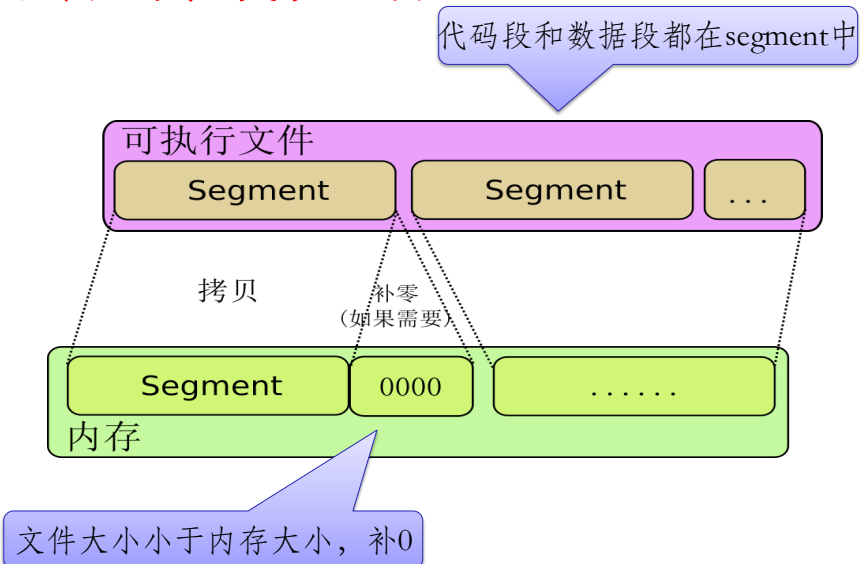 代码段和数据段都在segment中
可执行文件
Segment
Segment
...
拷贝
补零
（如果需要）
Segment
0000
......
内存
文件大小小于内存大小，补0